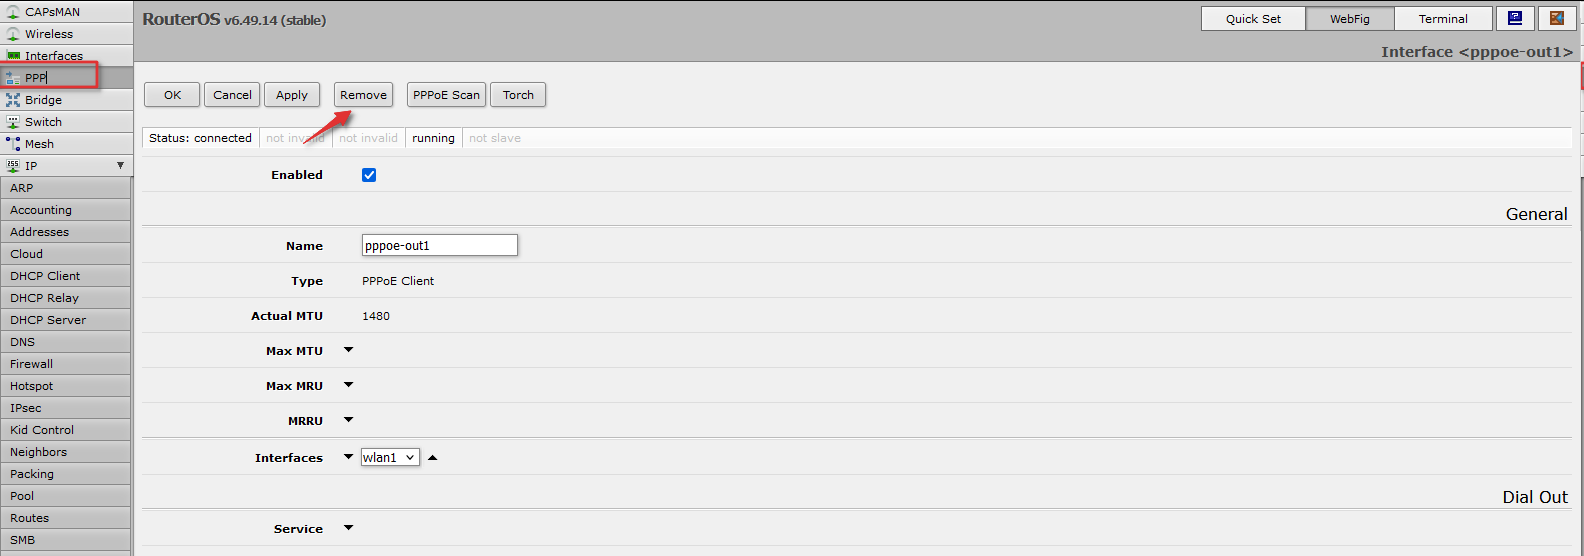 CAPsMAN
Wireless
Interfaces
PPP
Bridge
Switch
Mesh
255 IP
ARP
Accounting
Addresses
Cloud
DHCP Client
DHCP Relay
DHCP Server
DNS
Firewall
Hotspot
IPsec
Kid Control
Neighbors
Packing
Pool
Routes
SMB
RouterOS v6.49.14 (stable)
Quick Set WebFig Terminal
Interface <pppoe-out1>
OK Cancel Apply Remove PPPoE Scan Torch
Status: connected not invalid not invalid running not slave
Enabled
General
Name pppoe-out1
Type PPPoE Client
Actual MTU 1480
Max MTU
Max MRU
MRRU
Interfaces wlan1
Dial Out
Service